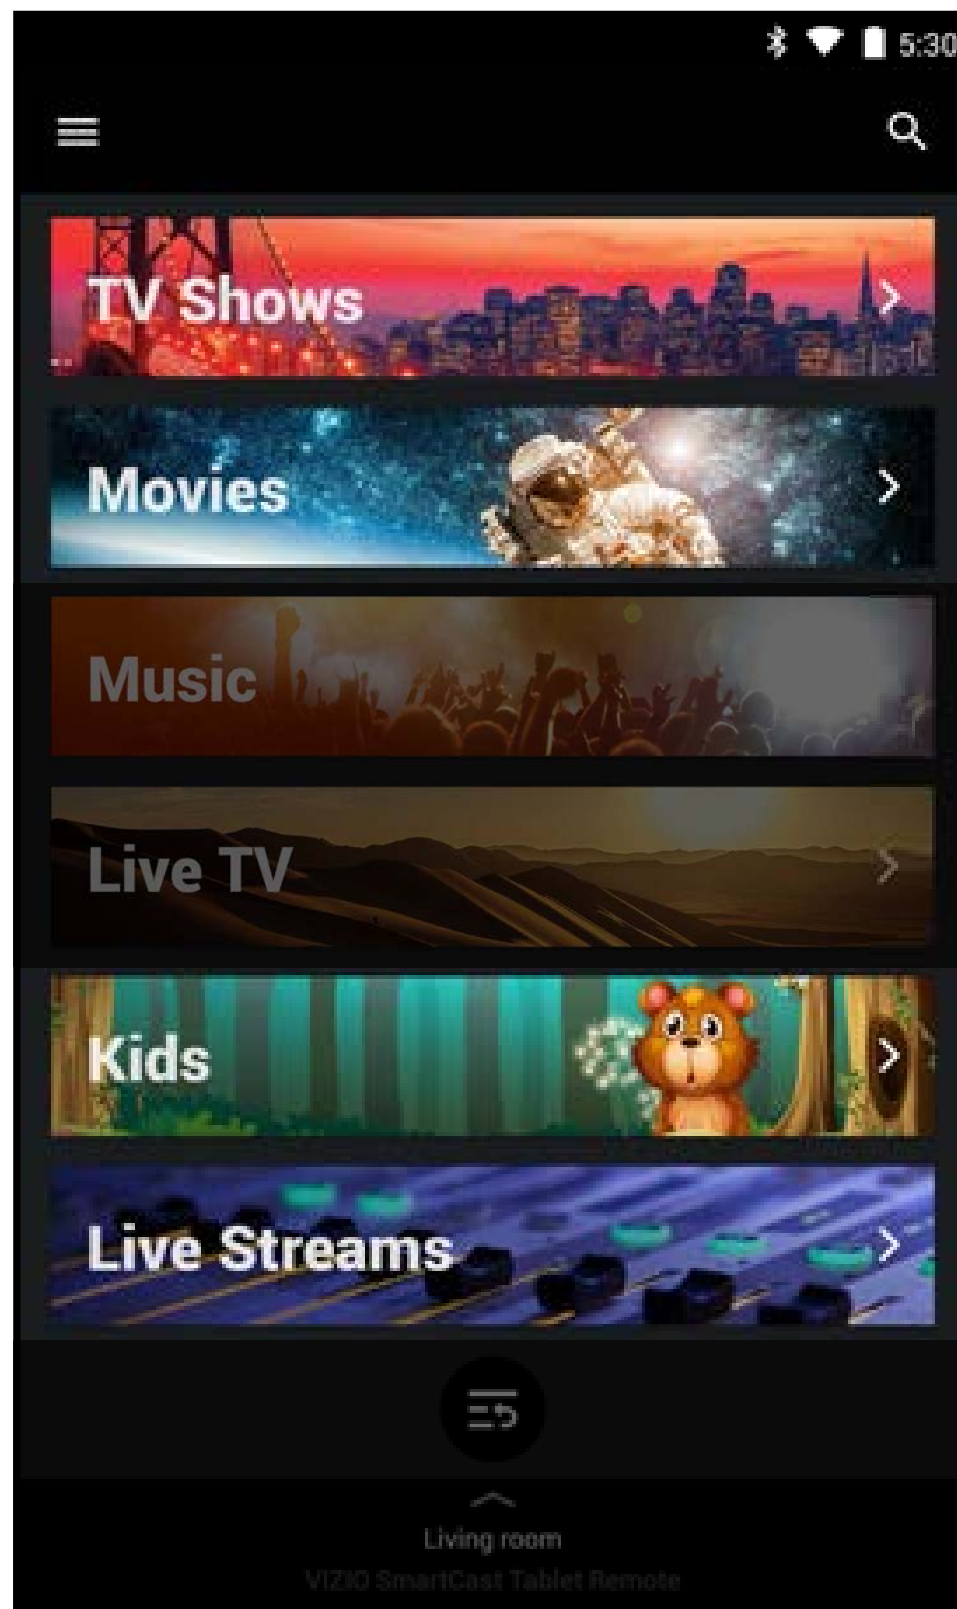 5:30
TV Shows
Movies
Music
Live TV
Kids
Live Streams
Living room
VIZIO SmartCast Tablet Remote